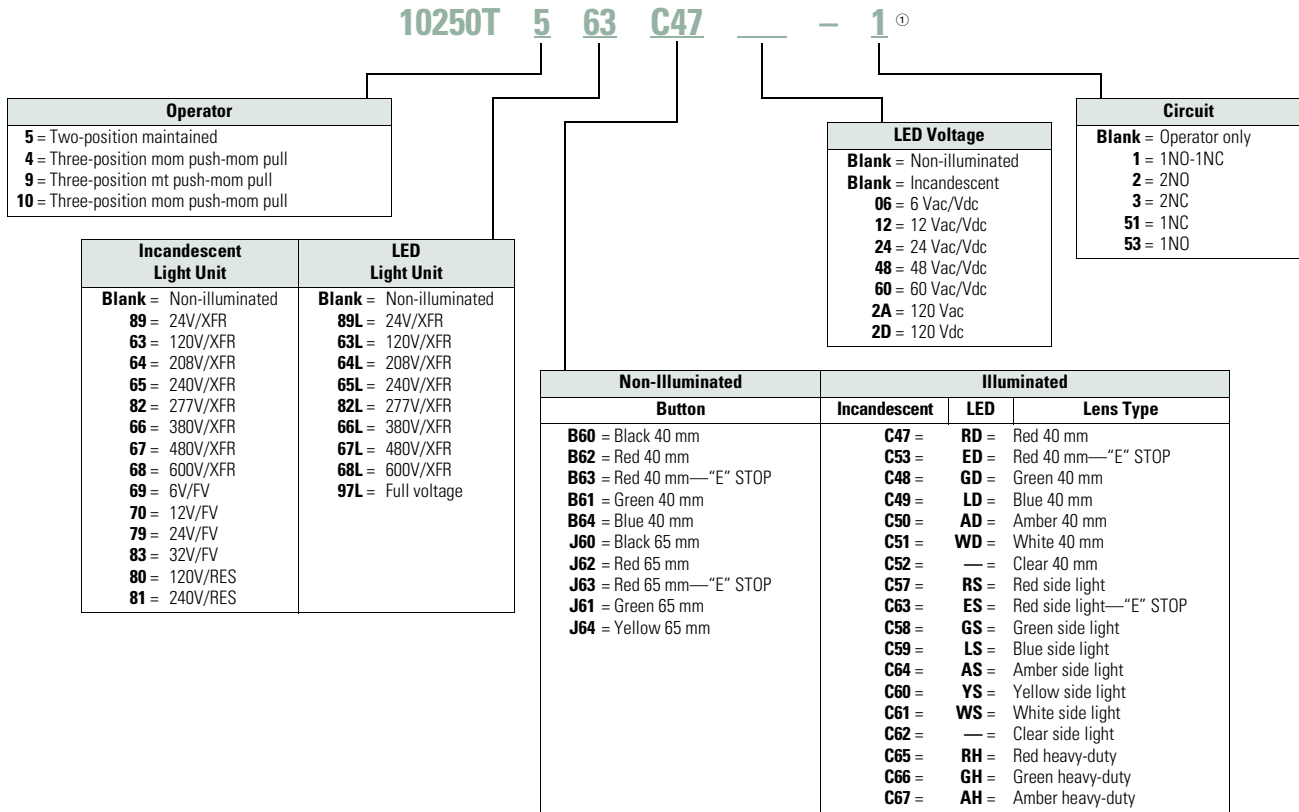 10250T 5 63 C47 ___ – 1 ①
Operator
5 = Two-position maintained
4 = Three-position mom push-mom pull
9 = Three-position mt push-mom pull
10 = Three-position mom push-mom pull
Incandescent Light Unit
Blank = Non-illuminated
89 = 24V/XFR
63 = 120V/XFR
64 = 208V/XFR
65 = 240V/XFR
82 = 277V/XFR
66 = 380V/XFR
67 = 480V/XFR
68 = 600V/XFR
69 = 6V/FV
70 = 12V/FV
79 = 24V/FV
83 = 32V/FV
80 = 120V/RES
81 = 240V/RES
LED Light Unit
Blank = Non-illuminated
89L = 24V/XFR
63L = 120V/XFR
64L = 208V/XFR
65L = 240V/XFR
82L = 277V/XFR
66L = 380V/XFR
67L = 480V/XFR
68L = 600V/XFR
97L = Full voltage
LED Voltage
Blank = Non-illuminated
Blank = Incandescent
06 = 6 Vac/Vdc
12 = 12 Vac/Vdc
24 = 24 Vac/Vdc
48 = 48 Vac/Vdc
60 = 60 Vac/Vdc
2A = 120 Vac
2D = 120 Vdc
Circuit
Blank = Operator only
1 = 1NO-1NC
2 = 2NO
3 = 2NC
51 = 1NC
53 = 1NO
Non-Illuminated
Button
B60 = Black 40 mm
B62 = Red 40 mm
B63 = Red 40 mm—“E” STOP
B61 = Green 40 mm
B64 = Blue 40 mm
J60 = Black 65 mm
J62 = Red 65 mm
J63 = Red 65 mm—“E” STOP
J61 = Green 65 mm
J64 = Yellow 65 mm
Illuminated
Incandescent LED Lens Type
C47 = RD = Red 40 mm
C53 = ED = Red 40 mm—“E” STOP
C48 = GD = Green 40 mm
C49 = LD = Blue 40 mm
C50 = AD = Amber 40 mm
C51 = WD = White 40 mm
C52 = — = Clear 40 mm
C57 = RS = Red side light
C63 = ES = Red side light—“E” STOP
C58 = GS = Green side light
C59 = LS = Blue side light
C64 = AS = Amber side light
C60 = YS = Yellow side light
C61 = WS = White side light
C62 = — = Clear side light
C65 = RH = Red heavy-duty
C66 = GH = Green heavy-duty
C67 = AH = Amber heavy-duty